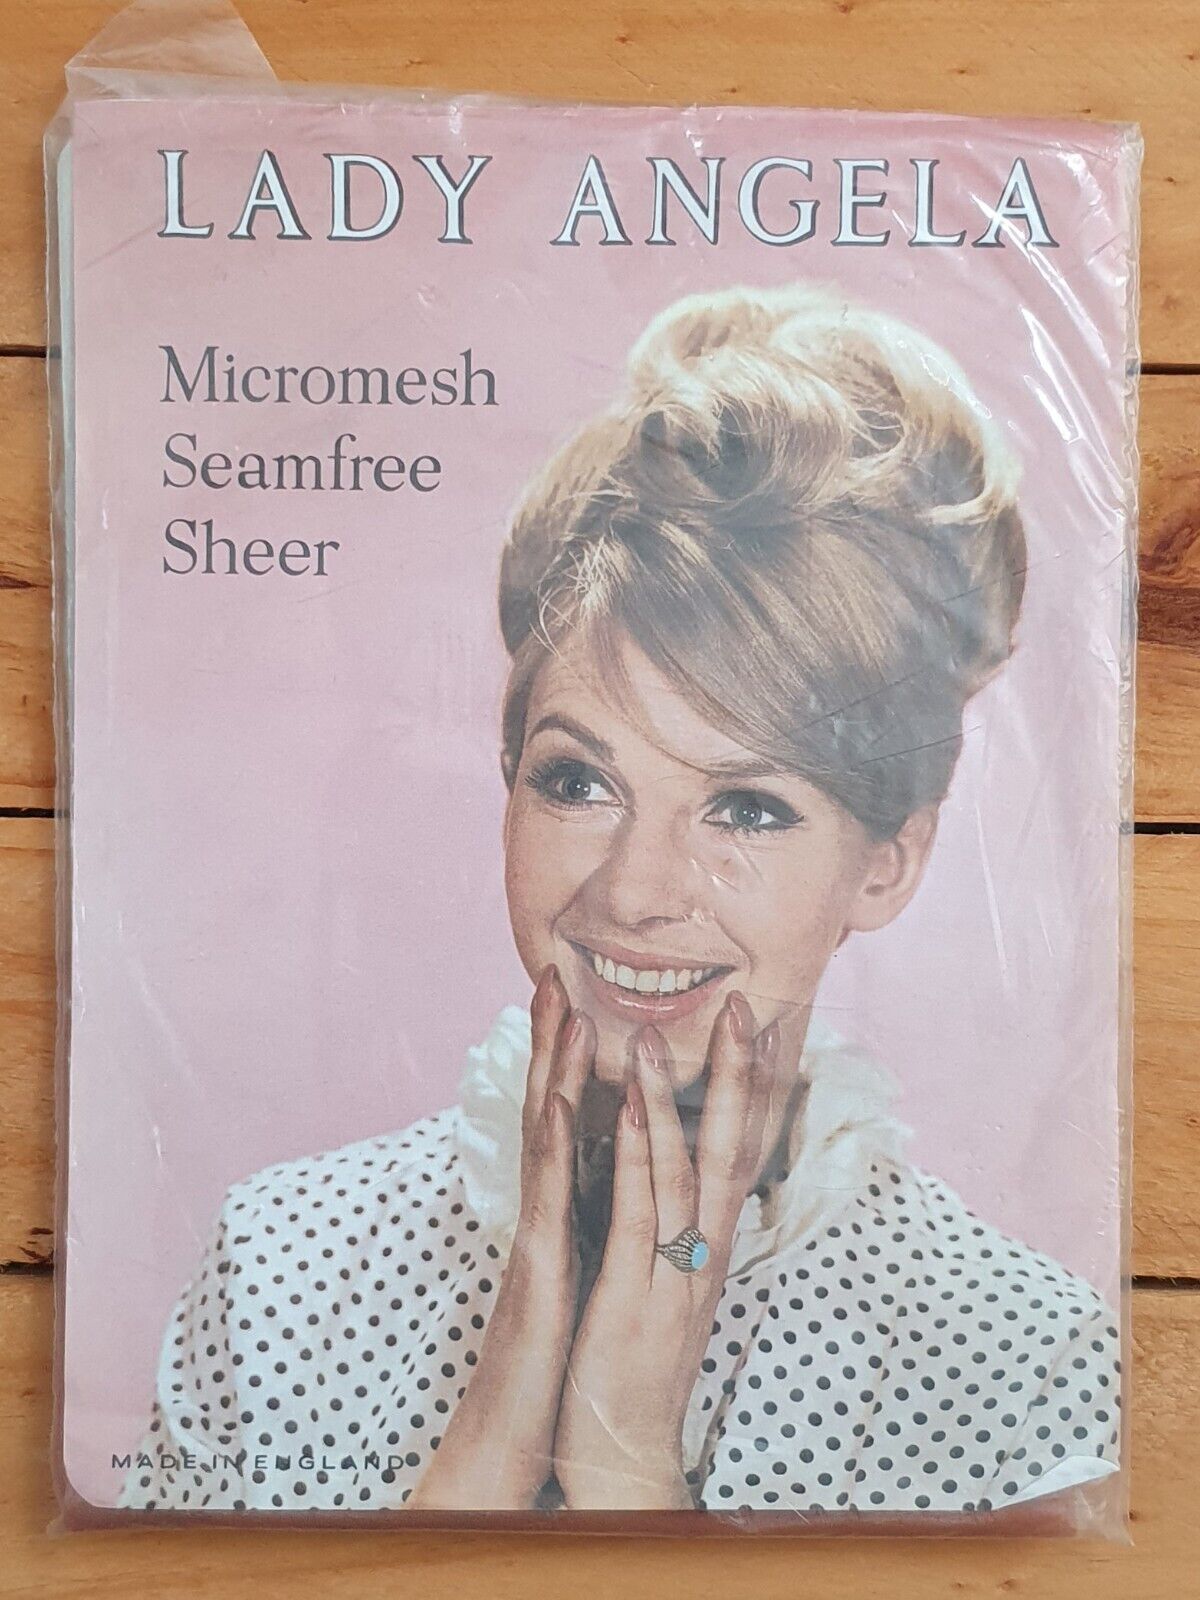 LADY ANGELA
Micromesh
Seamfree
Sheer
MADE IN ENGLAND